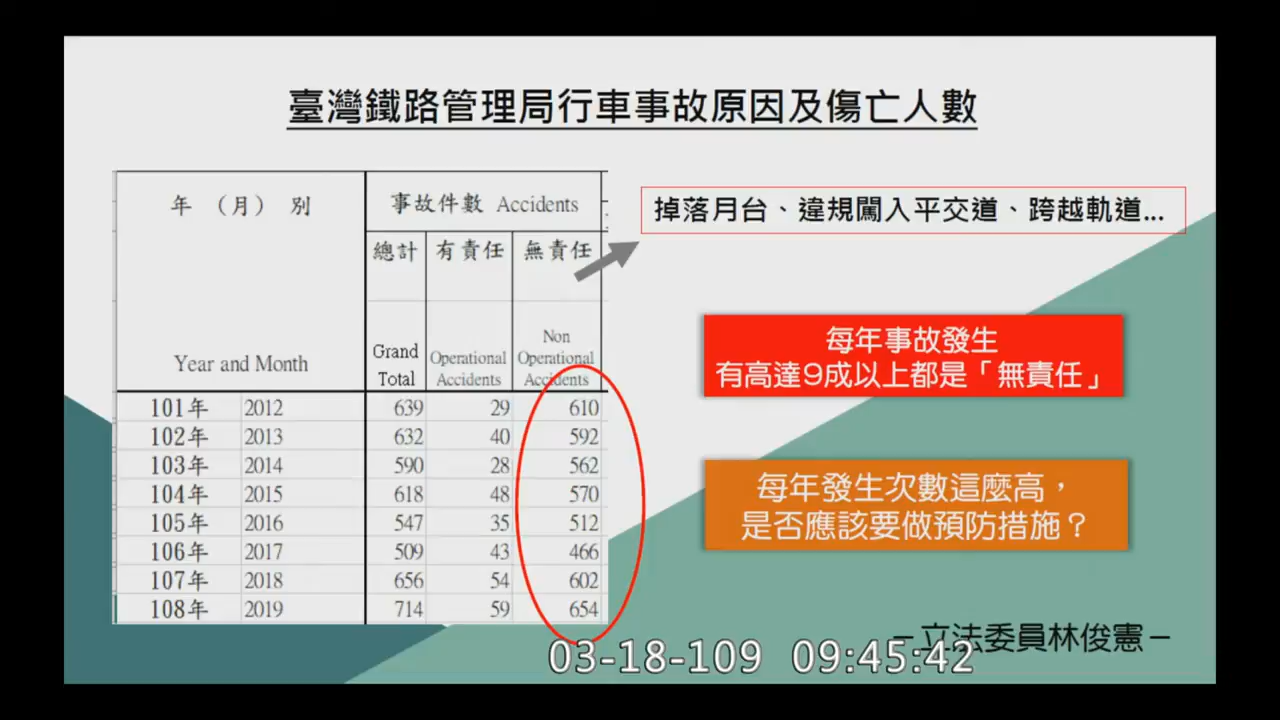 臺灣鐵路管理局行車事故原因及傷亡人數
年 （月） 別
事故件數 Accidents
總計 有責任 無責任
Year and Month
Grand Total
Operational Accidents
Non Operational Accidents
101年 2012 639 29 610
102年 2013 632 40 592
103年 2014 590 28 562
104年 2015 618 48 570
105年 2016 547 35 512
106年 2017 509 43 466
107年 2018 656 54 602
108年 2019 714 59 654
掉落月台、違規闖入平交道、跨越軌道...
每年事故發生
有高達9成以上都是「無責任」
每年發生次數這麼高，
是否應該要做預防措施？
–立法委員林俊憲–
03-18-109 09:45:42